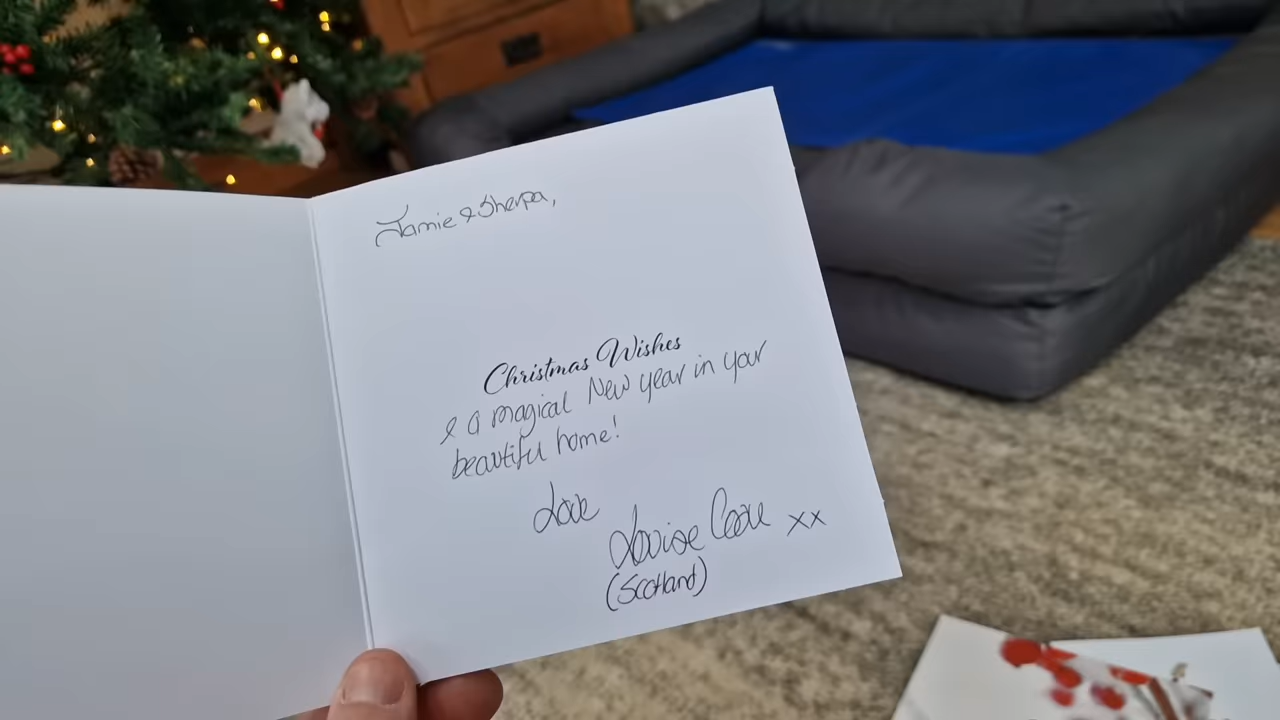 Jamie & Sherpa,
Christmas Wishes
& a magical New year in your
beautiful home!
Love
Louise xx
(Scotland)